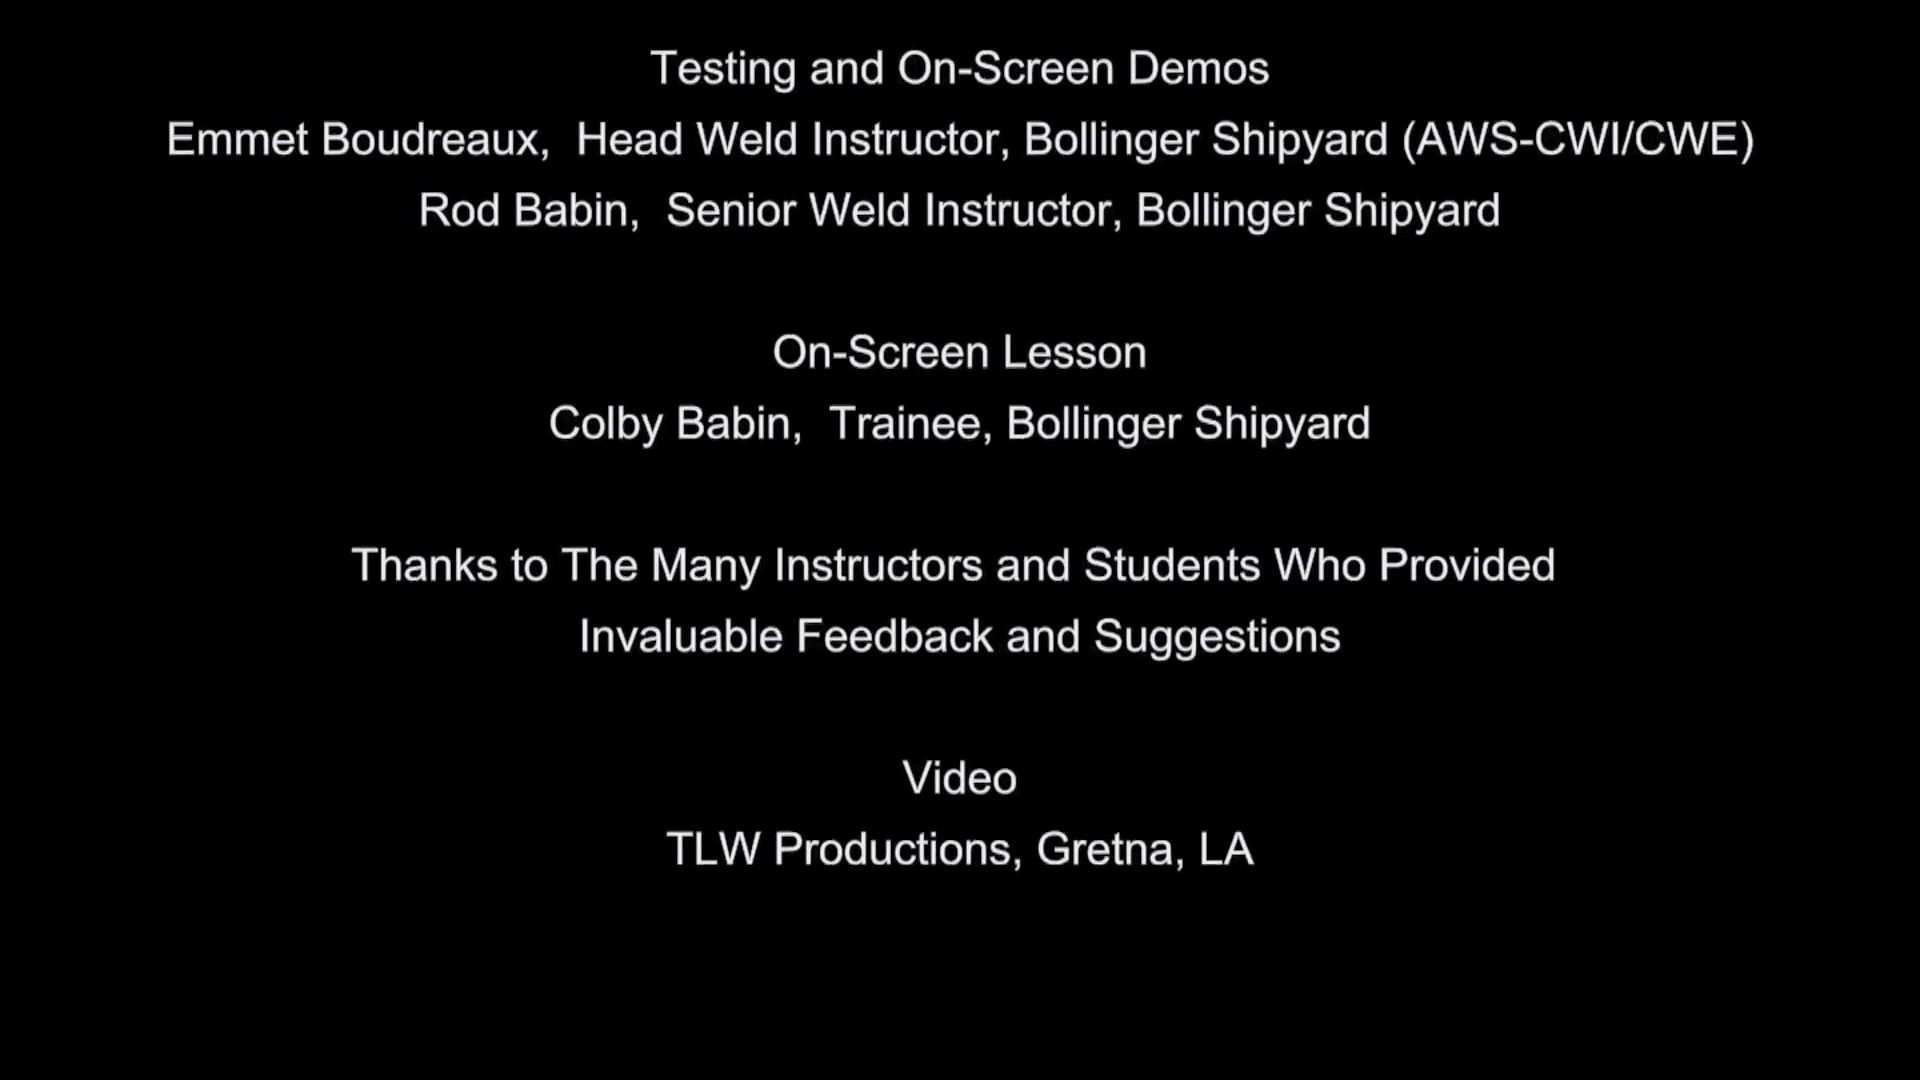 Testing and On-Screen Demos
Emmet Boudreaux,  Head Weld Instructor, Bollinger Shipyard (AWS-CWI/CWE)
Rod Babin,  Senior Weld Instructor, Bollinger Shipyard
On-Screen Lesson
Colby Babin,  Trainee, Bollinger Shipyard
Thanks to The Many Instructors and Students Who Provided
Invaluable Feedback and Suggestions
Video
TLW Productions, Gretna, LA